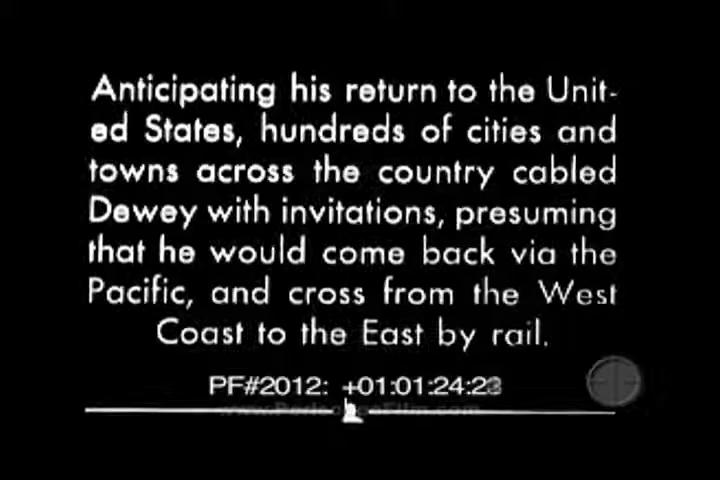 Anticipating his return to the Unit-
ed States, hundreds of cities and
towns across the country cabled
Dewey with invitations, presuming
that he would come back via the
Pacific, and cross from the West
Coast to the East by rail.
PF#2012: +01:01:24:23